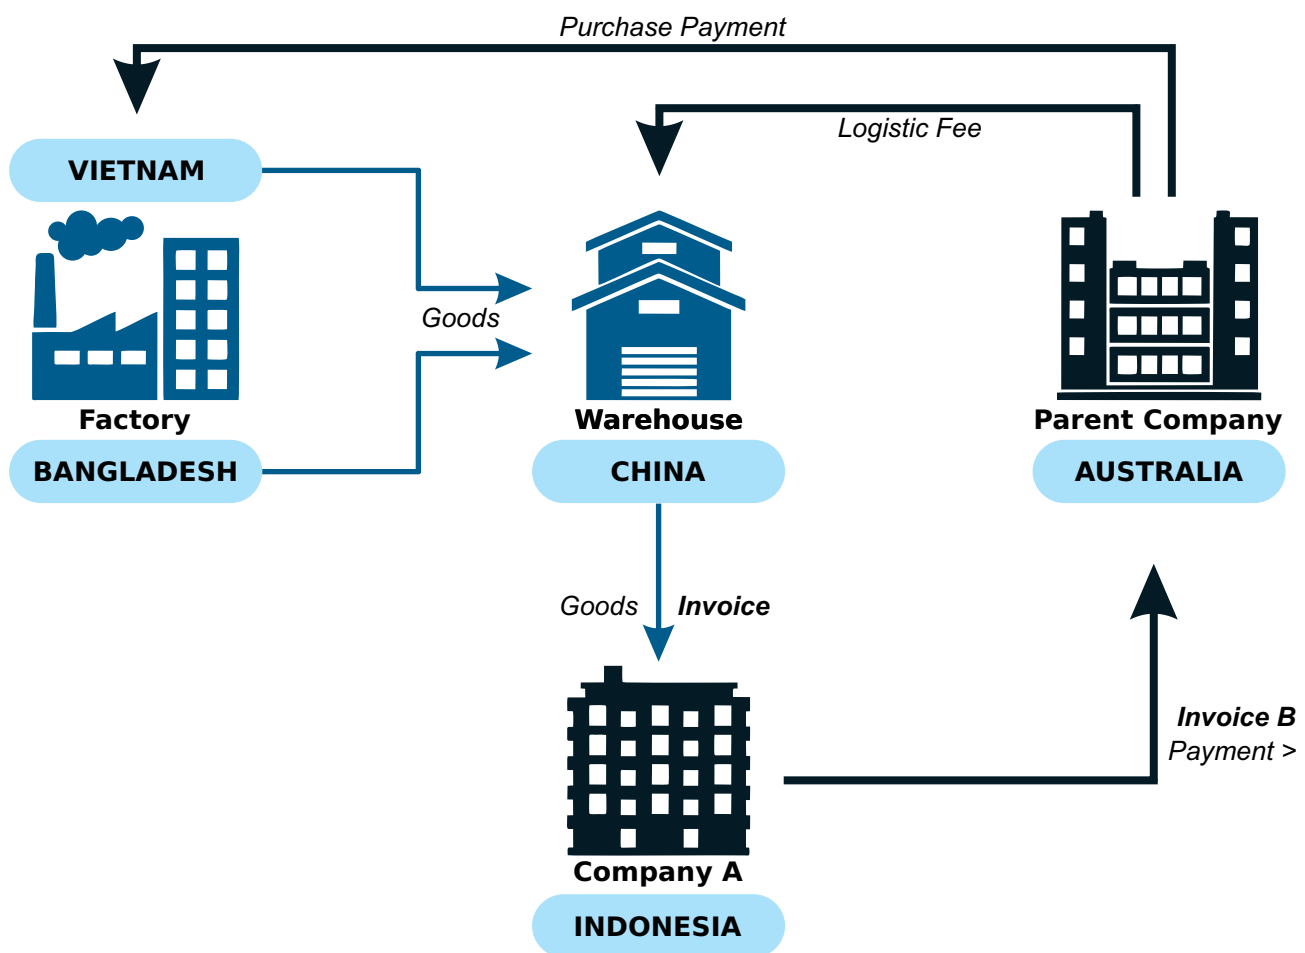 Purchase Payment
Logistic Fee
VIETNAM
Goods
Factory
Warehouse
Parent Company
BANGLADESH
CHINA
AUSTRALIA
Goods
Invoice
Invoice B
Payment >
Company A
INDONESIA